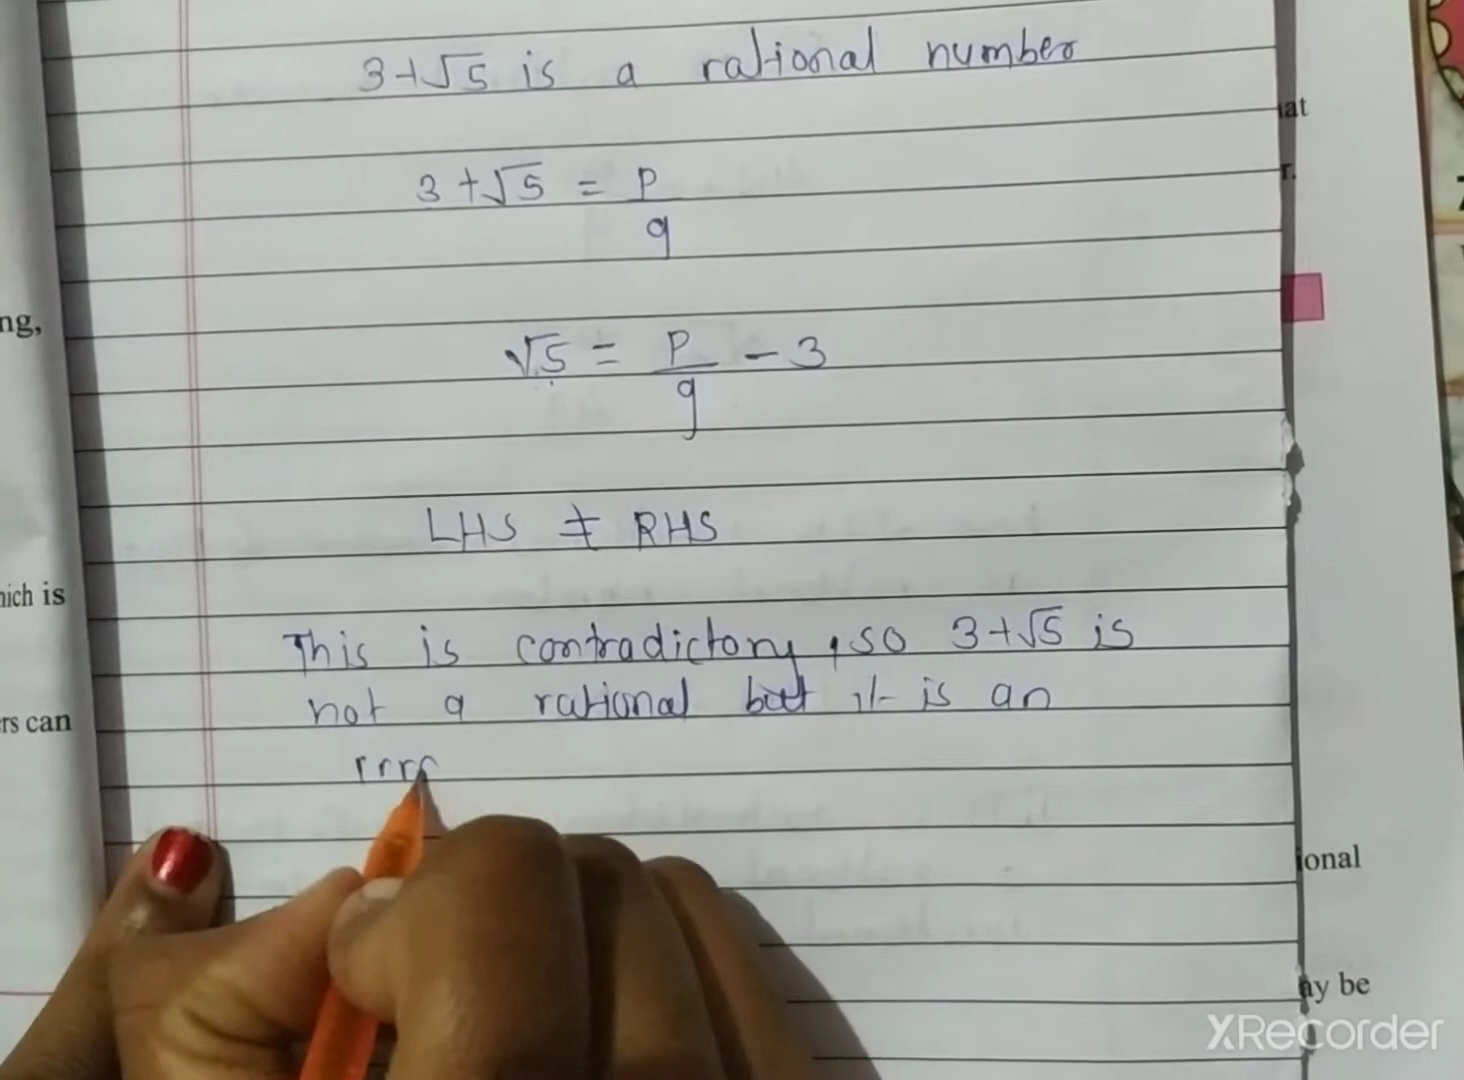 3+√5 is a rational number
at
3+√5 = p/q
r.
ng,
√5 = p/q - 3
LHS ≠ RHS
hich is
This is contradictory, so 3+√5 is
not a rational but it is an
rs can
irra
ional
ay be
XRecorder